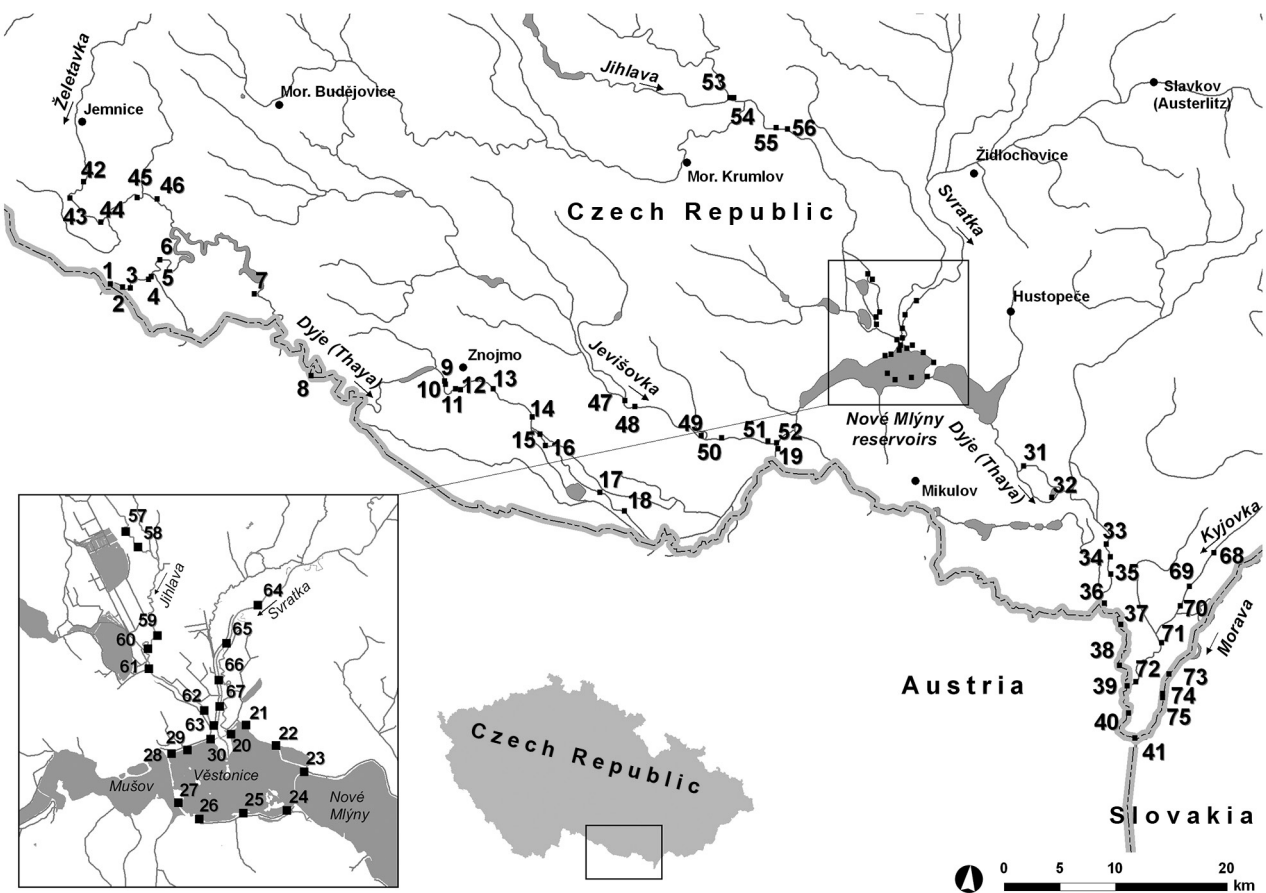 Želetavka
Jemnice
Mor. Budějovice
Jihlava
53
54
55
56
Mor. Krumlov
Slavkov
(Austerlitz)
Židlochovice
Svratka
Czech Republic
42
43
44
45
46
1
2
3
4
5
6
7
8
Dyje (Thaya)
Znojmo
9
10
11
12
13
14
15
16
17
18
Jevišovka
47
48
49
50
51
52
19
Hustopeče
Nové Mlýny
reservoirs
Dyje (Thaya)
Mikulov
31
32
33
34
35
36
37
38
39
40
41
Kyjovka
68
69
70
71
72
73
74
75
Morava
Austria
Slovakia
57
58
Jihlava
59
60
61
62
63
64
Svratka
65
66
67
20
21
22
23
24
25
26
27
28
29
30
Mušov
Věstonice
Nové
Mlýny
Czech Republic
0 10 20
km